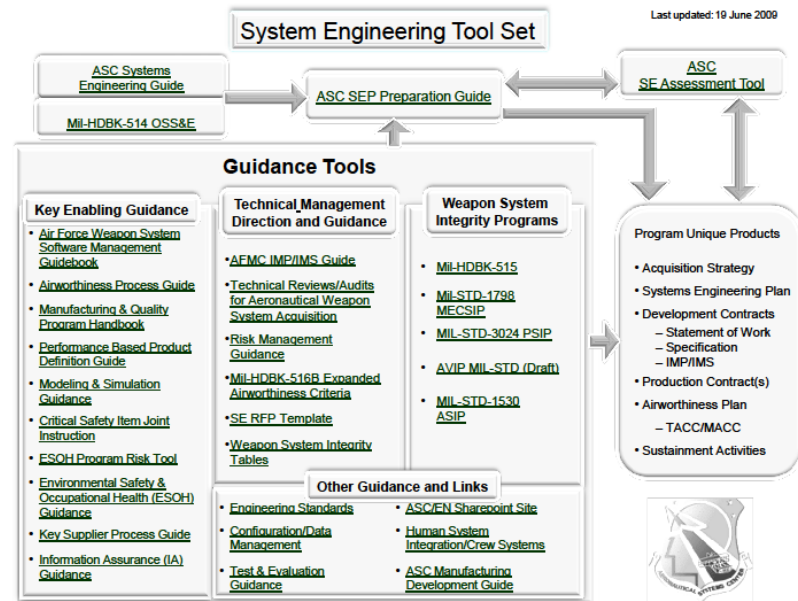 Last updated: 19 June 2009
System Engineering Tool Set
ASC Systems
Engineering Guide
Mil-HDBK-514 OSS&E
ASC SEP Preparation Guide
ASC
SE Assessment Tool
Guidance Tools
Key Enabling Guidance
• Air Force Weapon System
Software Management
Guidebook
• Airworthiness Process Guide
• Manufacturing & Quality
Program Handbook
• Performance Based Product
Definition Guide
• Modeling & Simulation
Guidance
• Critical Safety Item Joint
Instruction
• ESOH Program Risk Tool
• Environmental Safety &
Occupational Health (ESOH)
Guidance
• Key Supplier Process Guide
• Information Assurance (IA)
Guidance
Technical Management
Direction and Guidance
•AFMC IMP/IMS Guide
•Technical Reviews/Audits
for Aeronautical Weapon
System Acquisition
•Risk Management
Guidance
•Mil-HDBK-516B Expanded
Airworthiness Criteria
•SE RFP Template
•Weapon System Integrity
Tables
Weapon System
Integrity Programs
• Mil-HDBK-515
• Mil-STD-1798
MECSIP
• MIL-STD-3024 PSIP
• AVIP MIL-STD (Draft)
• MIL-STD-1530
ASIP
Other Guidance and Links
• Engineering Standards
• Configuration/Data
Management
• Test & Evaluation
Guidance
• ASC/EN Sharepoint Site
• Human System
Integration/Crew Systems
• ASC Manufacturing
Development Guide
Program Unique Products
• Acquisition Strategy
• Systems Engineering Plan
• Development Contracts
– Statement of Work
– Specification
– IMP/IMS
• Production Contract(s)
• Airworthiness Plan
– TACC/MACC
• Sustainment Activities
AERONAUTICAL SYSTEMS CENTER